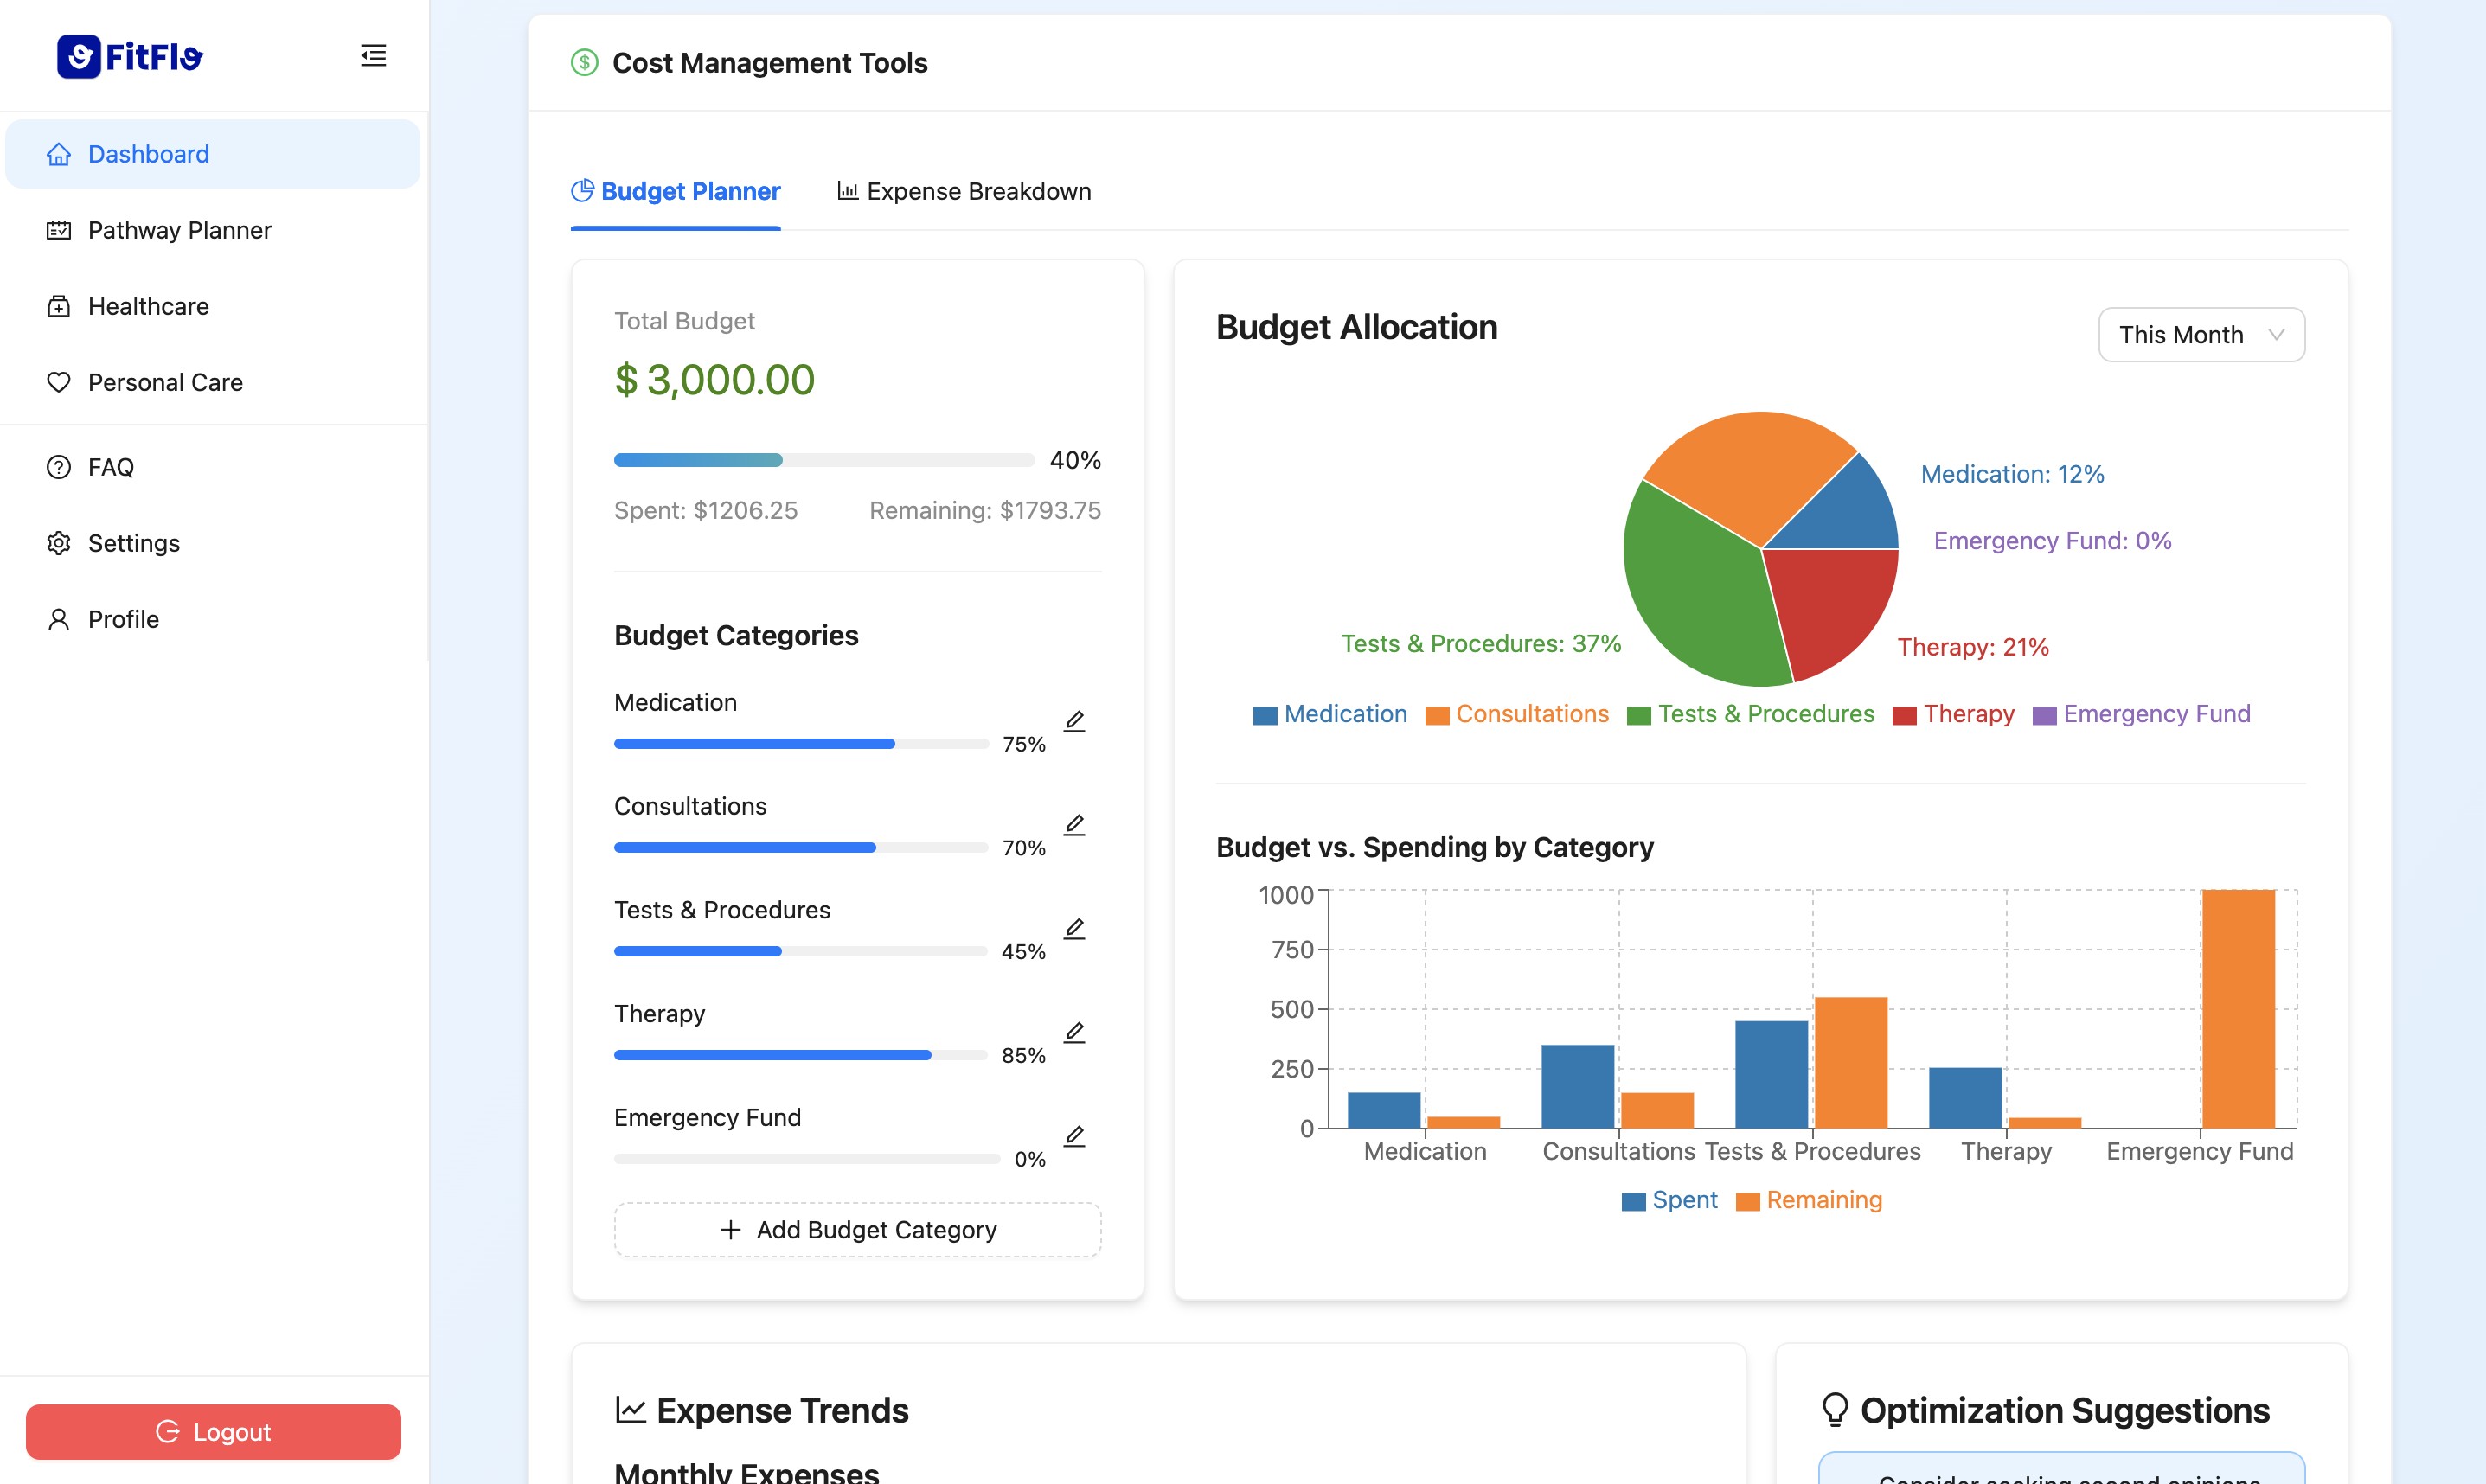 FitFlo
Dashboard
Pathway Planner
Healthcare
Personal Care
FAQ
Settings
Profile
Logout
Cost Management Tools
Budget Planner
Expense Breakdown
Total Budget
$ 3,000.00
40%
Spent: $1206.25
Remaining: $1793.75
Budget Categories
Medication
75%
Consultations
70%
Tests & Procedures
45%
Therapy
85%
Emergency Fund
0%
+ Add Budget Category
Budget Allocation
This Month
Medication: 12%
Emergency Fund: 0%
Tests & Procedures: 37%
Therapy: 21%
Medication Consultations Tests & Procedures Therapy Emergency Fund
Budget vs. Spending by Category
1000
750
500
250
0
Medication Consultations Tests & Procedures Therapy Emergency Fund
Spent Remaining
Expense Trends
Monthly Expenses
Optimization Suggestions
Consider seeking second opinions